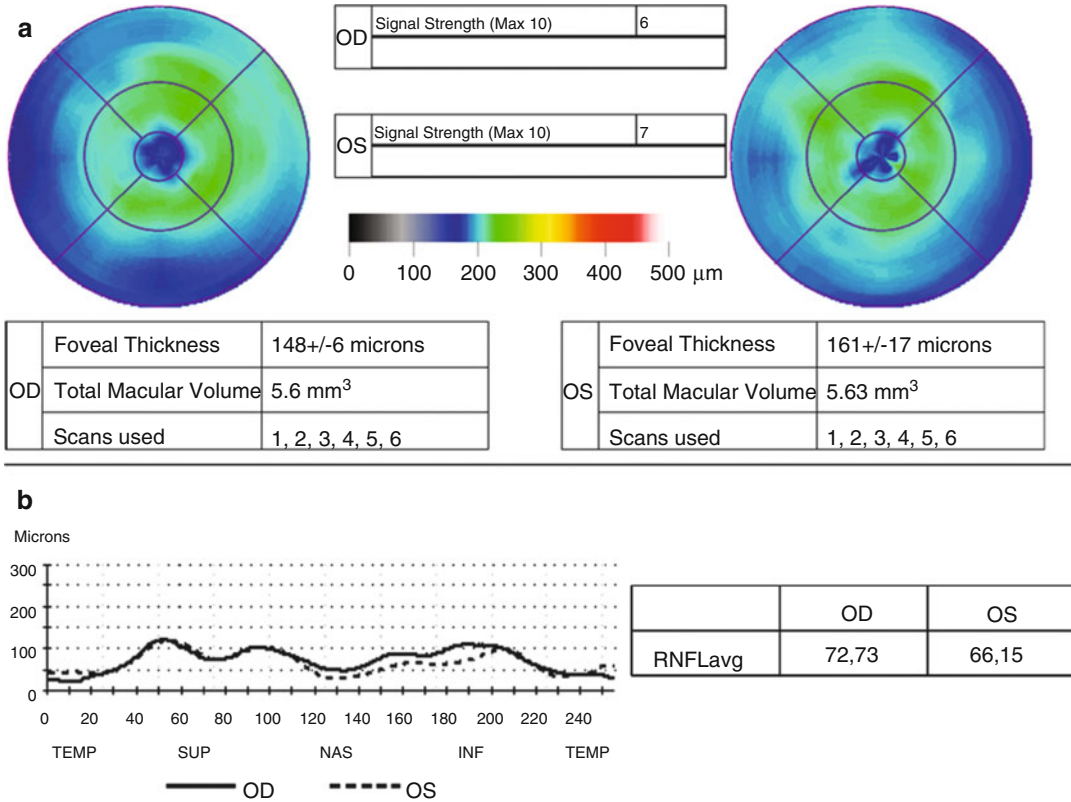 a
OD Signal Strength (Max 10) 6
OS Signal Strength (Max 10) 7
0 100 200 300 400 500 μm
OD
Foveal Thickness 148+/-6 microns
Total Macular Volume 5.6 mm³
Scans used 1, 2, 3, 4, 5, 6
OS
Foveal Thickness 161+/-17 microns
Total Macular Volume 5.63 mm³
Scans used 1, 2, 3, 4, 5, 6
b
Microns
300
200
100
0
0 20 40 60 80 100 120 140 160 180 200 220 240
TEMP SUP NAS INF TEMP
OD OS
OD OS
RNFLavg 72,73 66,15